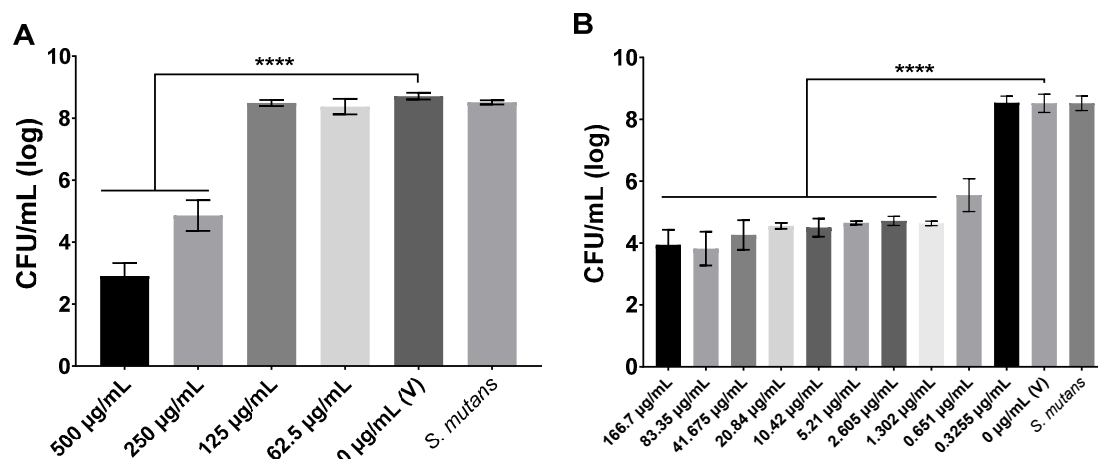 A
CFU/mL (log)
10
8
6
4
2
0
****
500 µg/mL
250 µg/mL
125 µg/mL
62.5 µg/mL
0 µg/mL (V)
S. mutans
B
CFU/mL (log)
10
8
6
4
2
0
****
166.7 µg/mL
83.35 µg/mL
41.675 µg/mL
20.84 µg/mL
10.42 µg/mL
5.21 µg/mL
2.605 µg/mL
1.302 µg/mL
0.651 µg/mL
0.3255 µg/mL
0 µg/mL (V)
S. mutans